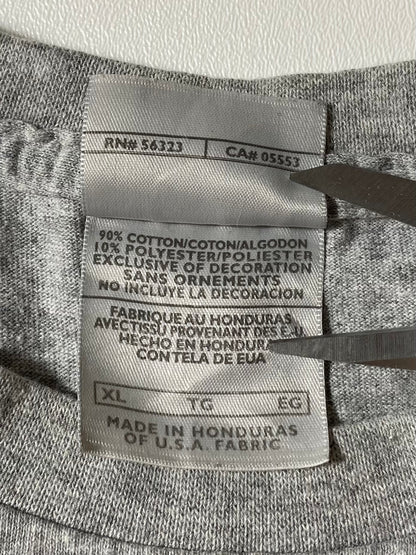 RN# 56323 CA# 05553
90% COTTON/COTON/ALGODON
10% POLYESTER/POLIESTER
EXCLUSIVE OF DECORATION
SANS ORNEMENTS
NO INCLUYE LA DECORACION
FABRIQUE AU HONDURAS
AVECTISSU PROVENANT DES E.U.
HECHO EN HONDURAS
CON TELA DE EUA
XL TG EG
MADE IN HONDURAS
OF U.S.A. FABRIC